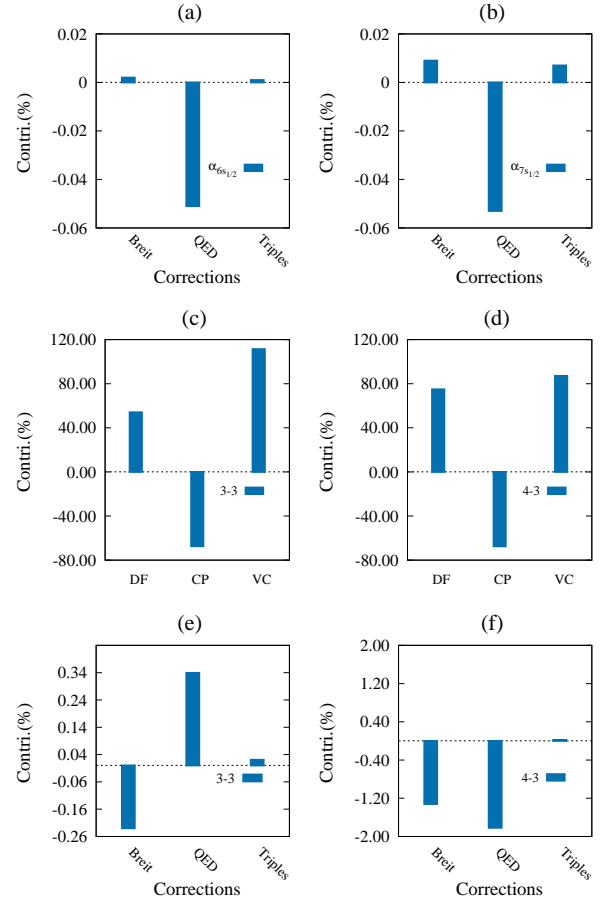 (a)
0.02
0
-0.02
-0.04
-0.06
Contri.(%)
α6s1/2
Breit
QED
Triples
Corrections
(b)
0.02
0
-0.02
-0.04
-0.06
Contri.(%)
α7s1/2
Breit
QED
Triples
Corrections
(c)
120.00
80.00
40.00
0.00
-40.00
-80.00
Contri.(%)
3-3
DF CP VC
(d)
120.00
80.00
40.00
0.00
-40.00
-80.00
Contri.(%)
4-3
DF CP VC
(e)
0.34
0.24
0.14
0.04
-0.06
-0.16
-0.26
Contri.(%)
3-3
Breit
QED
Triples
Corrections
(f)
2.00
1.20
0.40
-0.40
-1.20
-2.00
Contri.(%)
4-3
Breit
QED
Triples
Corrections